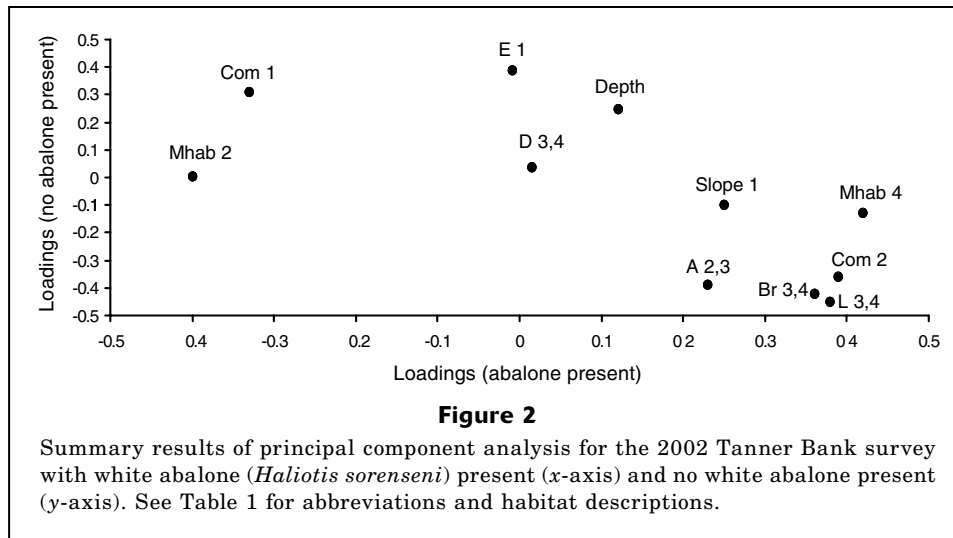 Loadings (no abalone present)
0.5
0.4
0.3
0.2
0.1
0
-0.1
-0.2
-0.3
-0.4
-0.5
E 1
Com 1
Depth
D 3,4
Mhab 2
Slope 1
Mhab 4
A 2,3
Com 2
Br 3,4
L 3,4
-0.5 0.4 -0.3 -0.2 -0.1 0 0.1 0 2 0.3 0.4 0.5
Loadings (abalone present)
Figure 2
Summary results of principal component analysis for the 2002 Tanner Bank survey
with white abalone (Haliotis sorenseni) present (x-axis) and no white abalone present
(y-axis). See Table 1 for abbreviations and habitat descriptions.